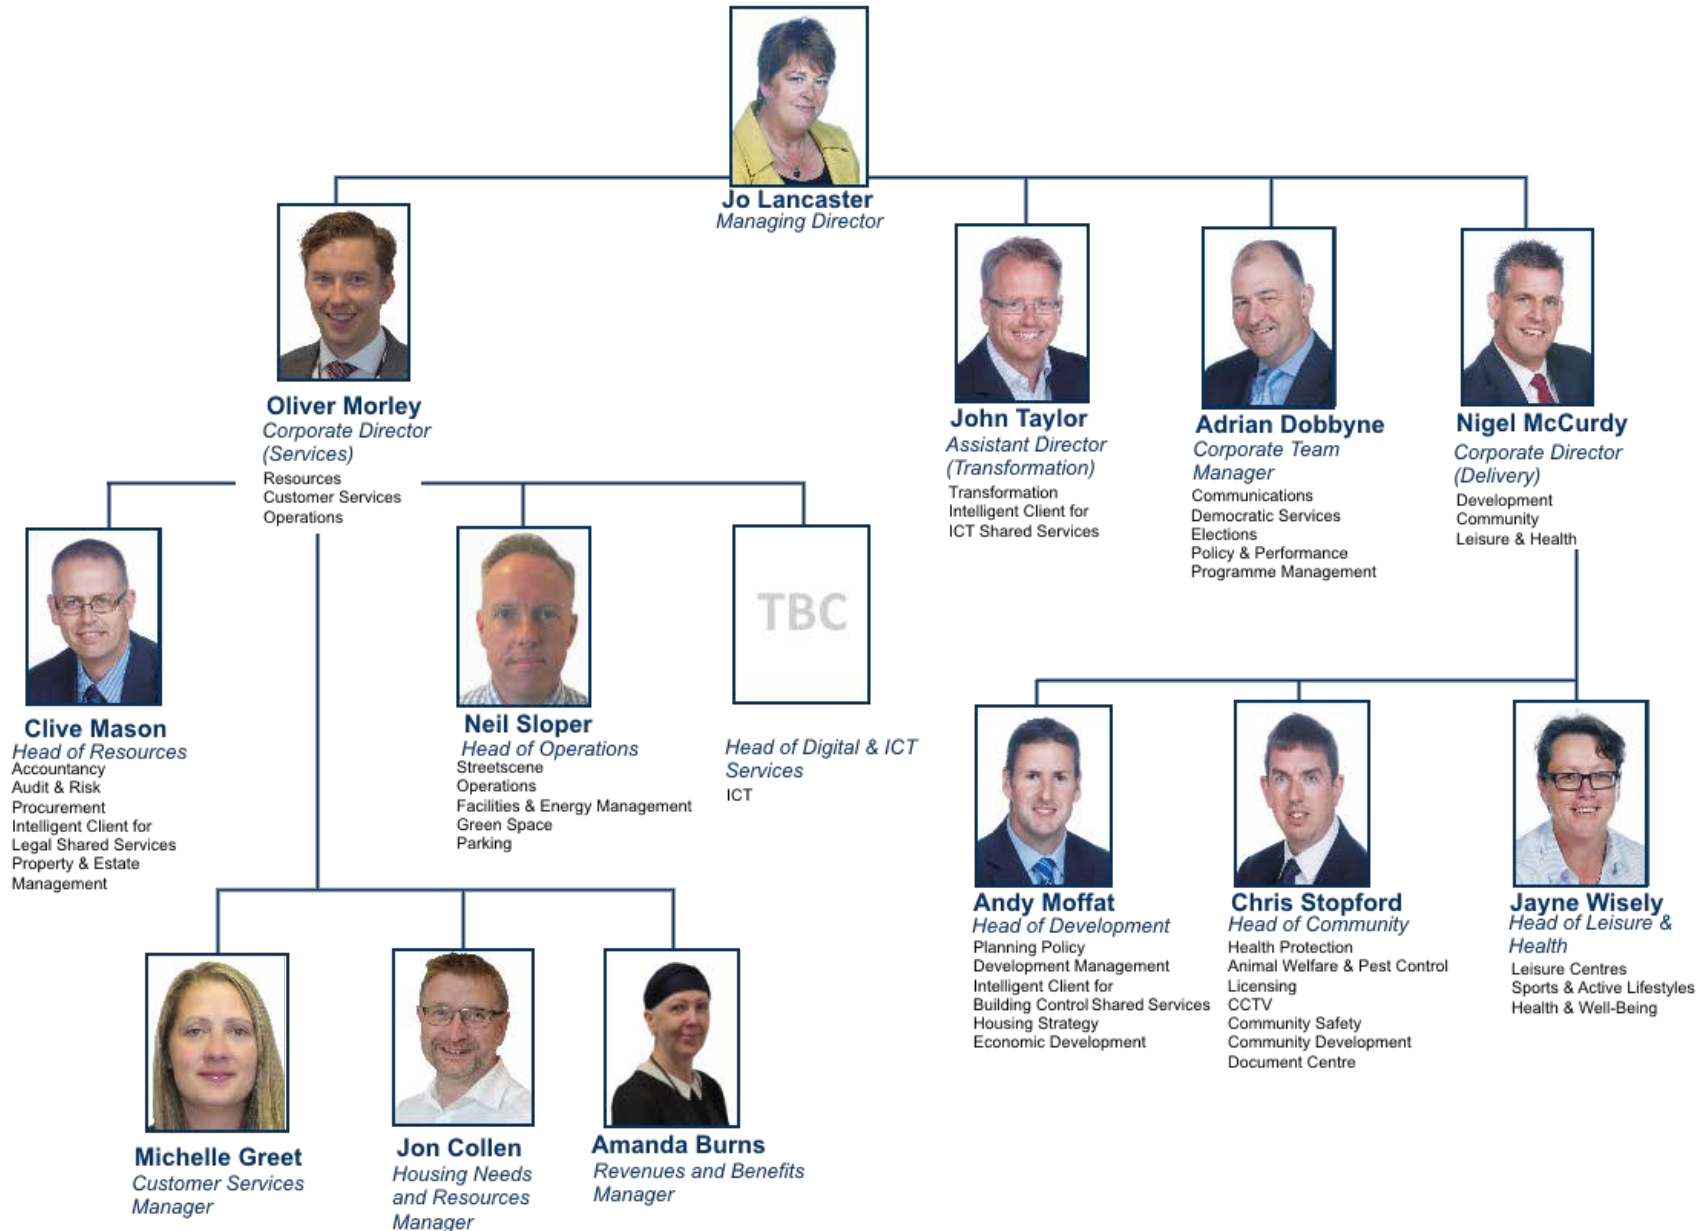 Jo Lancaster
Managing Director
Oliver Morley
Corporate Director
(Services)
Resources
Customer Services
Operations
John Taylor
Assistant Director
(Transformation)
Transformation
Intelligent Client for
ICT Shared Services
Adrian Dobbyne
Corporate Team
Manager
Communications
Democratic Services
Elections
Policy & Performance
Programme Management
Nigel McCurdy
Corporate Director
(Delivery)
Development
Community
Leisure & Health
Clive Mason
Head of Resources
Accountancy
Audit & Risk
Procurement
Intelligent Client for
Legal Shared Services
Property & Estate
Management
Neil Sloper
Head of Operations
Streetscene
Operations
Facilities & Energy Management
Green Space
Parking
TBC
Head of Digital & ICT
Services
ICT
Andy Moffat
Head of Development
Planning Policy
Development Management
Intelligent Client for
Building Control Shared Services
Housing Strategy
Economic Development
Chris Stopford
Head of Community
Health Protection
Animal Welfare & Pest Control
Licensing
CCTV
Community Safety
Community Development
Document Centre
Jayne Wisely
Head of Leisure &
Health
Leisure Centres
Sports & Active Lifestyles
Health & Well-Being
Michelle Greet
Customer Services
Manager
Jon Collen
Housing Needs
and Resources
Manager
Amanda Burns
Revenues and Benefits
Manager